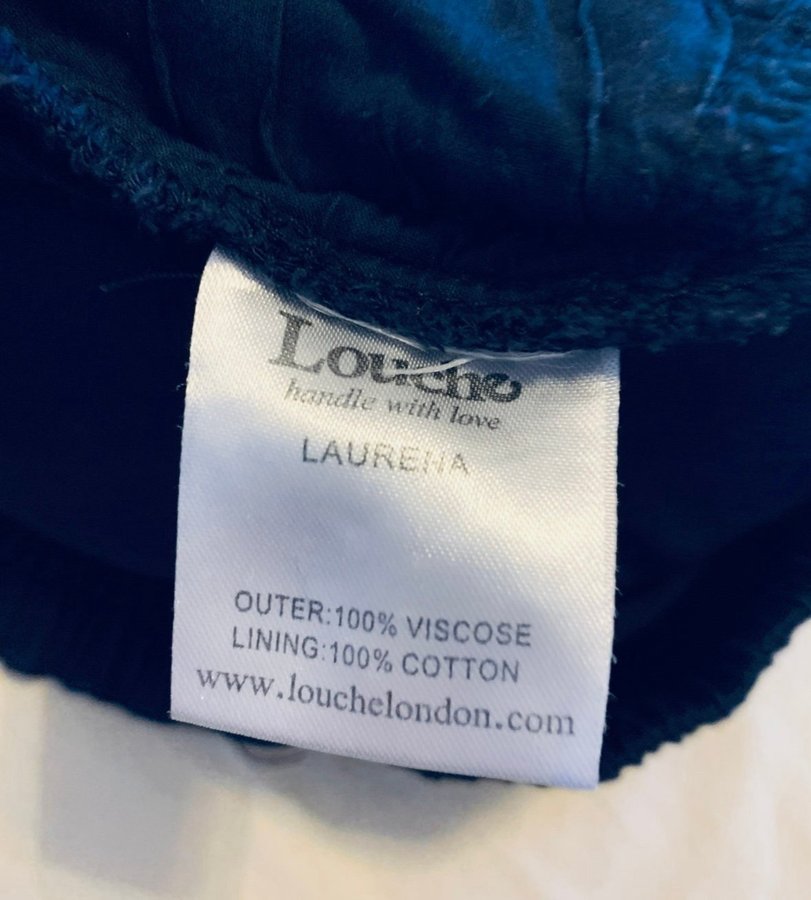 Louche
handle with love
LAURENA
OUTER:100% VISCOSE
LINING:100% COTTON
www.louchelondon.com